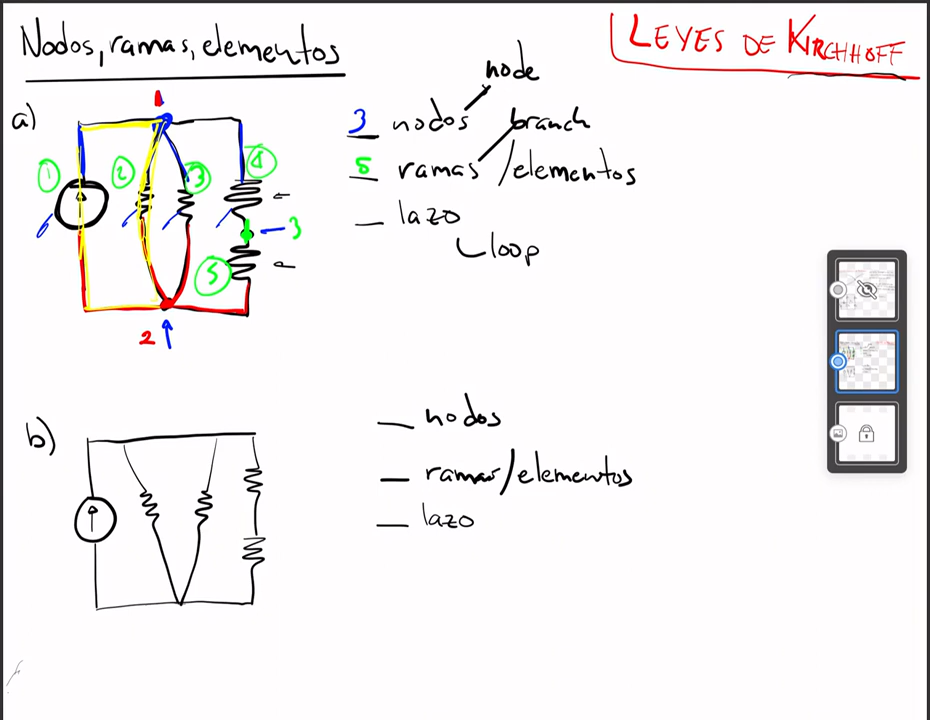 Nodos, ramas, elementos
LEYES DE KIRCHHOFF
node
a)
1
3 nodos
branch
5 ramas /elementos
1
2
3
4
lazo
3
loop
5
2
b)
nodos
ramas/elementos
lazo